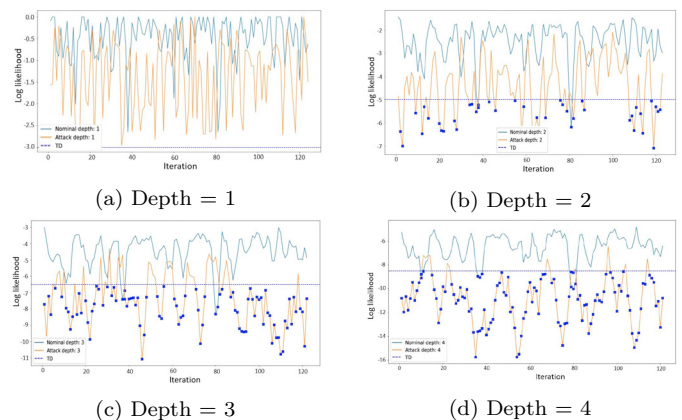 0.0
-0.5
-1.0
-1.5
-2.0
-2.5
-3.0
Log likelihood
Nominal depth: 1
Attack depth: 1
TD
0 20 40 60 80 100 120
Iteration
(a) Depth = 1
-2
-3
-4
-5
-6
-7
Log likelihood
Nominal depth: 2
Attack depth: 2
TD
0 20 40 60 80 100 120
Iteration
(b) Depth = 2
-3
-4
-5
-6
-7
-8
-9
-10
-11
Log likelihood
Nominal depth: 3
Attack depth: 3
TD
0 20 40 60 80 100 120
Iteration
(c) Depth = 3
-6
-8
-10
-12
-14
-16
Log likelihood
Nominal depth: 4
Attack depth: 4
TD
0 20 40 60 80 100 120
Iteration
(d) Depth = 4